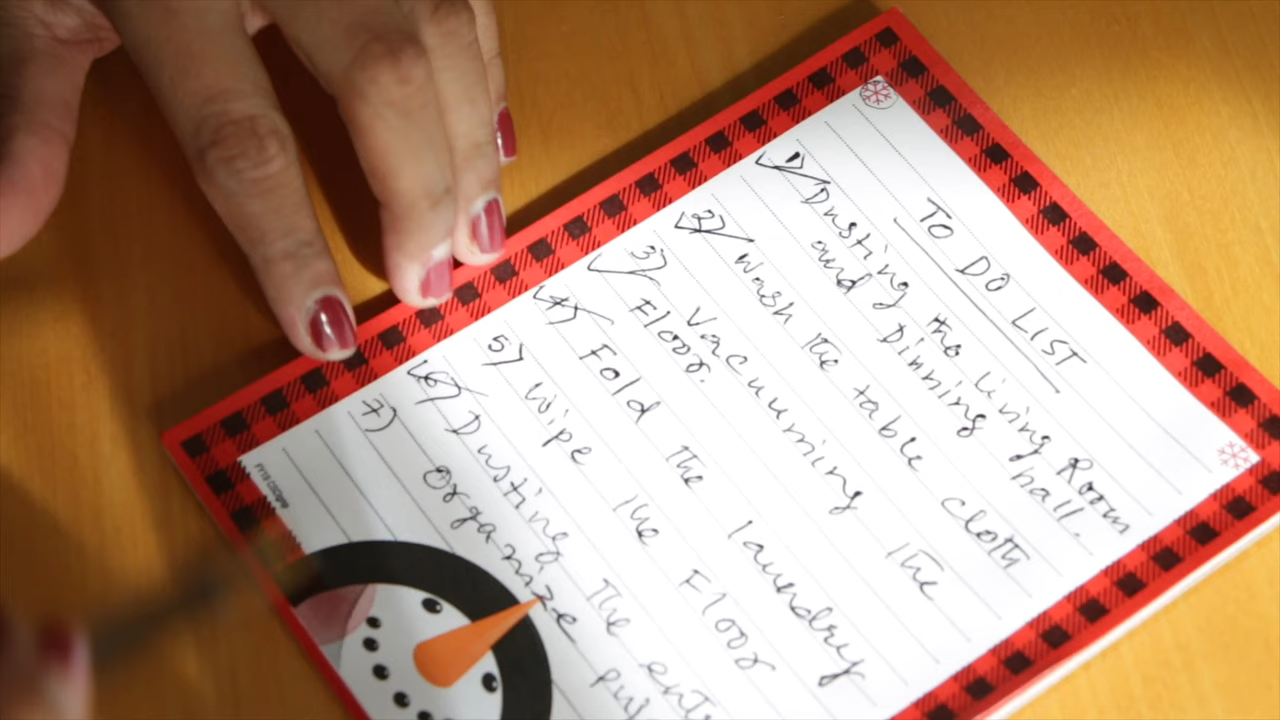 TO DO LIST
1) Dusting the living Room
and Dinning hall.
2) Wash the table cloth
3) Vacuuming the
Floor.
4) Fold the laundry
5) Wipe the Floor
6) Dusting the
7) Organize